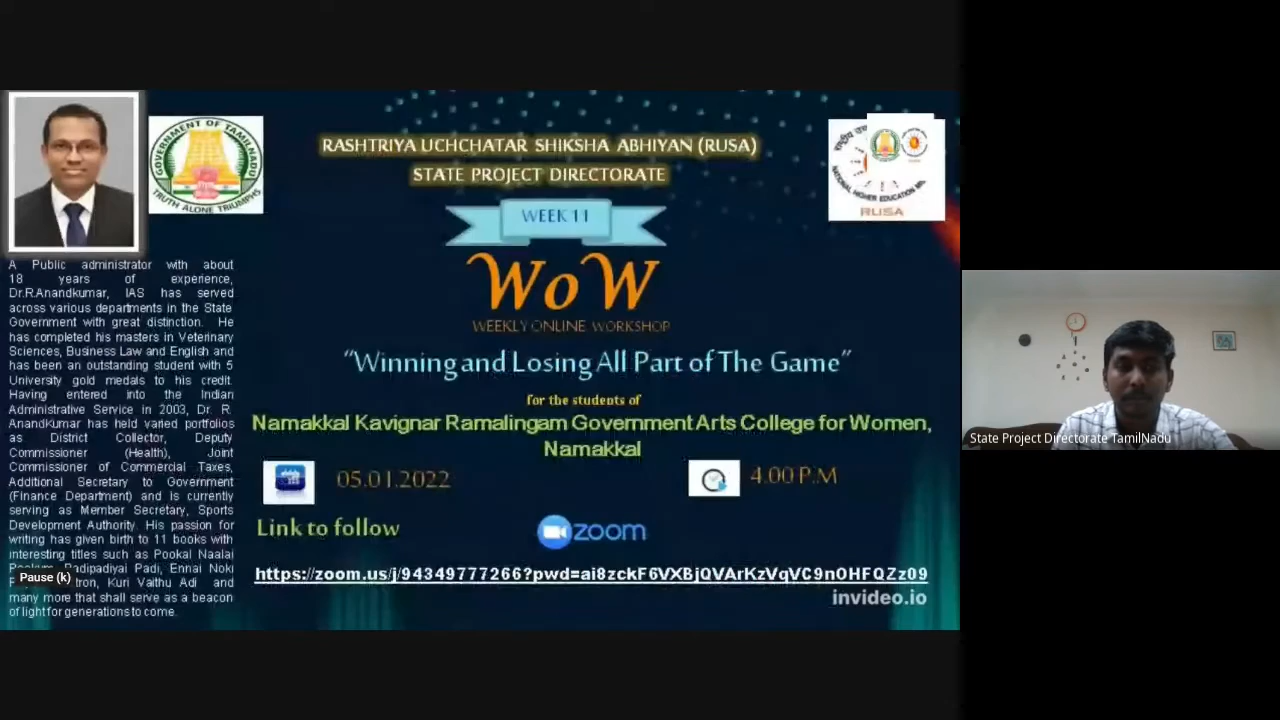 RASHTRIYA UCHCHATAR SHIKSHA ABHIYAN (RUSA)
STATE PROJECT DIRECTORATE
WEEK 11
WoW
WEEKLY ONLINE WORKSHOP
“Winning and Losing All Part of The Game”
for the students of
Namakkal Kavignar Ramalingam Government Arts College for Women,
Namakkal
05.01.2022
4.00 P.M
Link to follow
zoom
https://zoom.us/j/94349777266?pwd=ai8zckF6VXBjQVArKzVqVC9nOHFQZz09
invideo.io
GOVERNMENT OF TAMILNADU
TRUTH ALONE TRIUMPHS
NATIONAL HIGHER EDUCATION
RUSA
A Public administrator with about
18 years of experience,
Dr.R.Anandkumar, IAS has served
across various departments in the State
Government with great distinction. He
has completed his masters in Veterinary
Sciences, Business Law and English and
has been an outstanding student with 5
University gold medals to his credit.
Having entered into the Indian
Administrative Service in 2003, Dr. R.
Anandkumar has held varied portfolios
as District Collector, Deputy
Commissioner (Health), Joint
Commissioner of Commercial Taxes,
Additional Secretary to Government
(Finance Department) and is currently
serving as Member Secretary, Sports
Development Authority. His passion for
writing has given birth to 11 books with
interesting titles such as Pookal Naalai
Padipadiyai Padi, Ennai Noki
Kuri Vaithu Adi and
many more that shall serve as a beacon
of light for generations to come.
Pause (k)
State Project Directorate TamilNadu